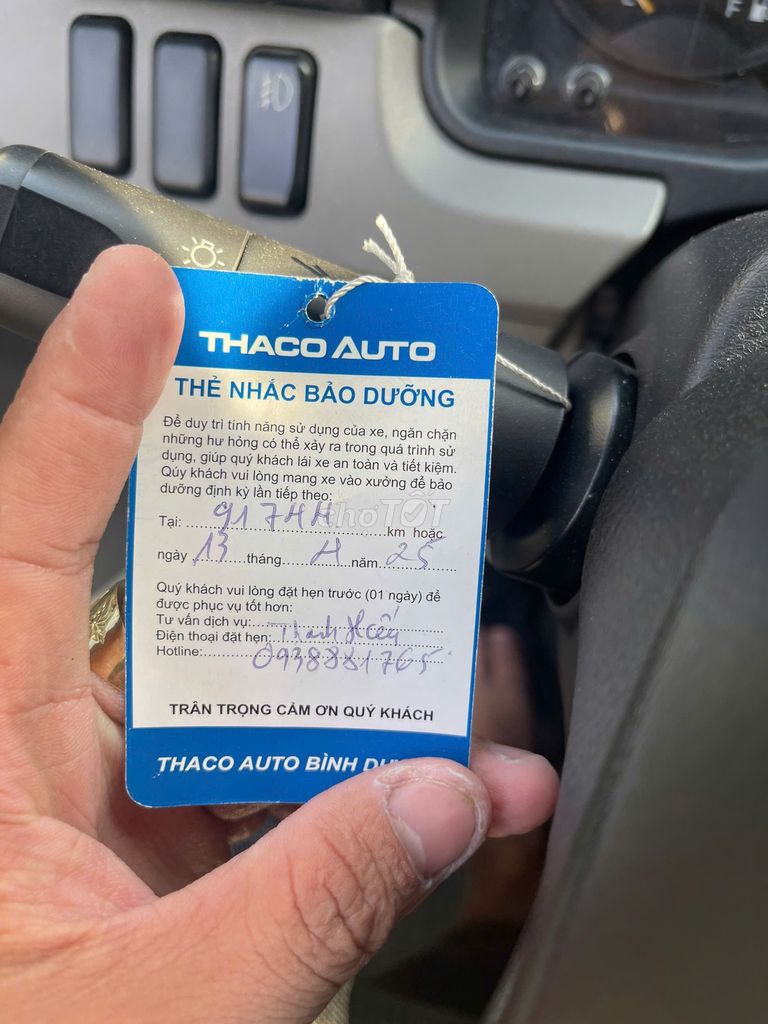 F
THACO AUTO
THẺ NHẮC BẢO DƯỠNG
Để duy trì tính năng sử dụng của xe, ngăn chặn
những hư hỏng có thể xảy ra trong quá trình sử
dụng, giúp quý khách lái xe an toàn và tiết kiệm.
Qúy khách vui lòng mang xe vào xưởng để bảo
dưỡng định kỳ lần tiếp theo:
Tại: 91744 km hoặc
ngày 13 tháng 4 năm 25
Quý khách vui lòng đặt hẹn trước (01 ngày) để
được phục vụ tốt hơn:
Tư vấn dịch vụ:
Điện thoại đặt hẹn: Thanh
Hotline: 0938881765
TRÂN TRỌNG CẢM ƠN QUÝ KHÁCH
THACO AUTO BÌNH
chợ TỐT